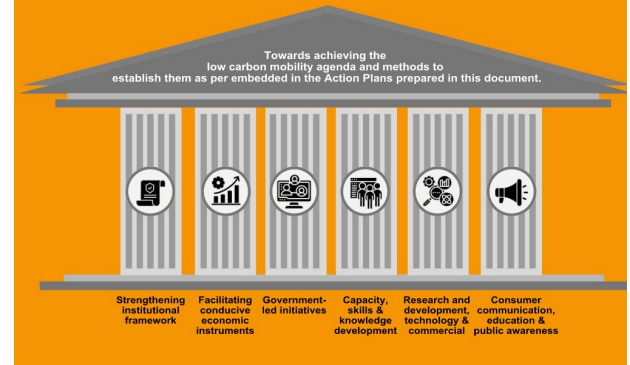 Towards achieving the
low carbon mobility agenda and methods to
establish them as per embedded in the Action Plans prepared in this document.
Strengthening
institutional
framework
Facilitating
conducive
economic
instruments
Government-
led initiatives
Capacity,
skills &
knowledge
development
Research and
development,
technology &
commercial
Consumer
communication,
education &
public awareness